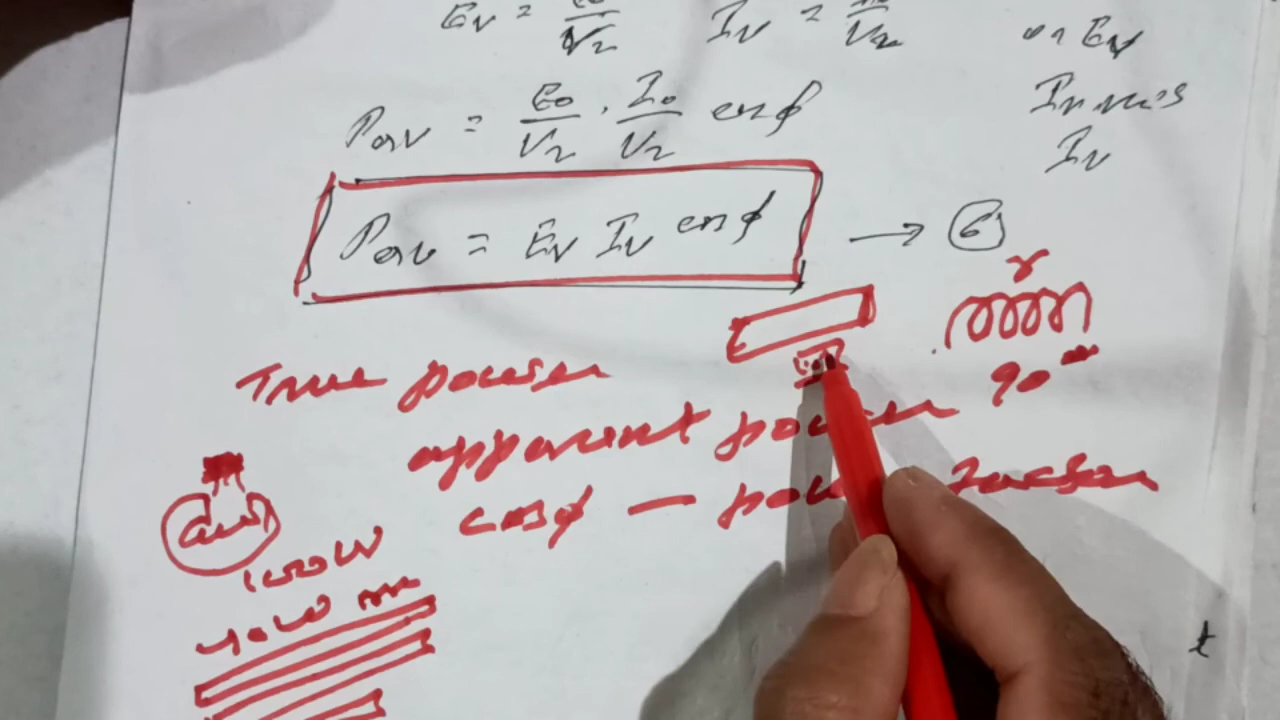 Ev = E0/√2 Iv = I0/√2 or Ev
Pav = E0/√2 . I0/√2 cosφ Irms
Iv
Pav = Ev Iv cosφ → 6
r
True power
90°
apparent power
cosφ — power factor
100W
40W
t